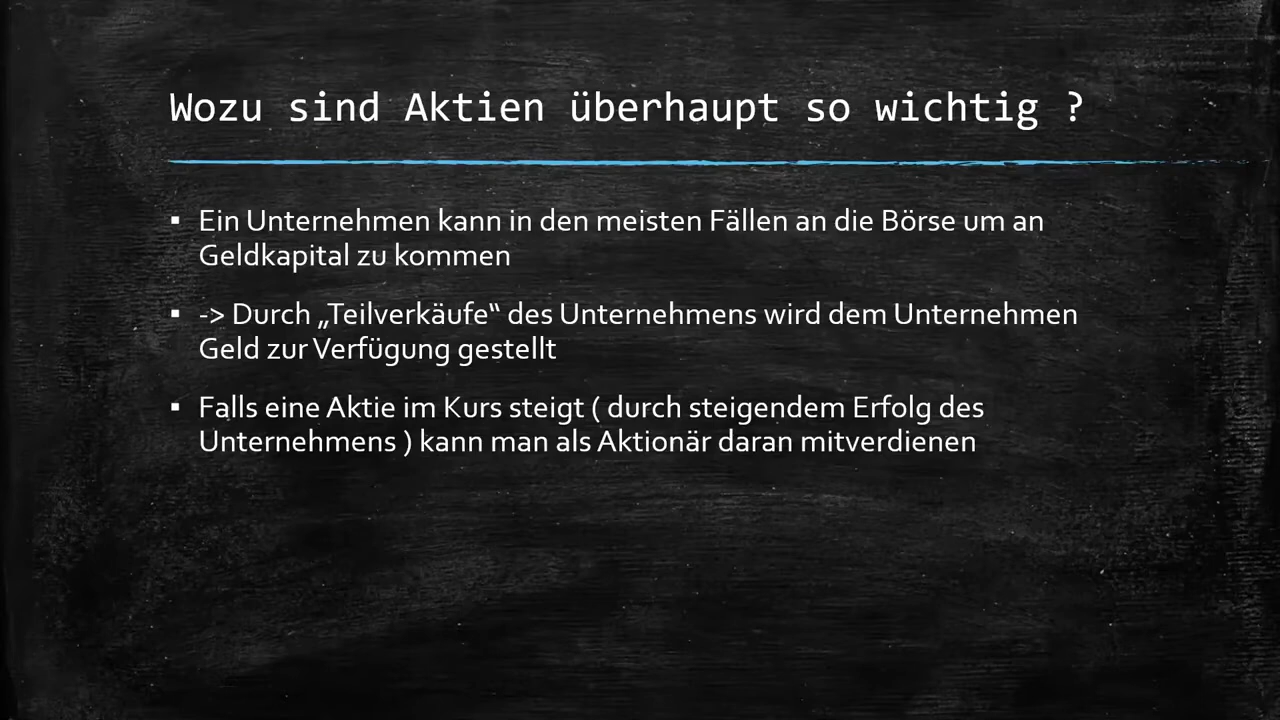 Wozu sind Aktien überhaupt so wichtig ?
▪ Ein Unternehmen kann in den meisten Fällen an die Börse um an
Geldkapital zu kommen
▪ -> Durch „Teilverkäufe“ des Unternehmens wird dem Unternehmen
Geld zur Verfügung gestellt
▪ Falls eine Aktie im Kurs steigt ( durch steigendem Erfolg des
Unternehmens ) kann man als Aktionär daran mitverdienen